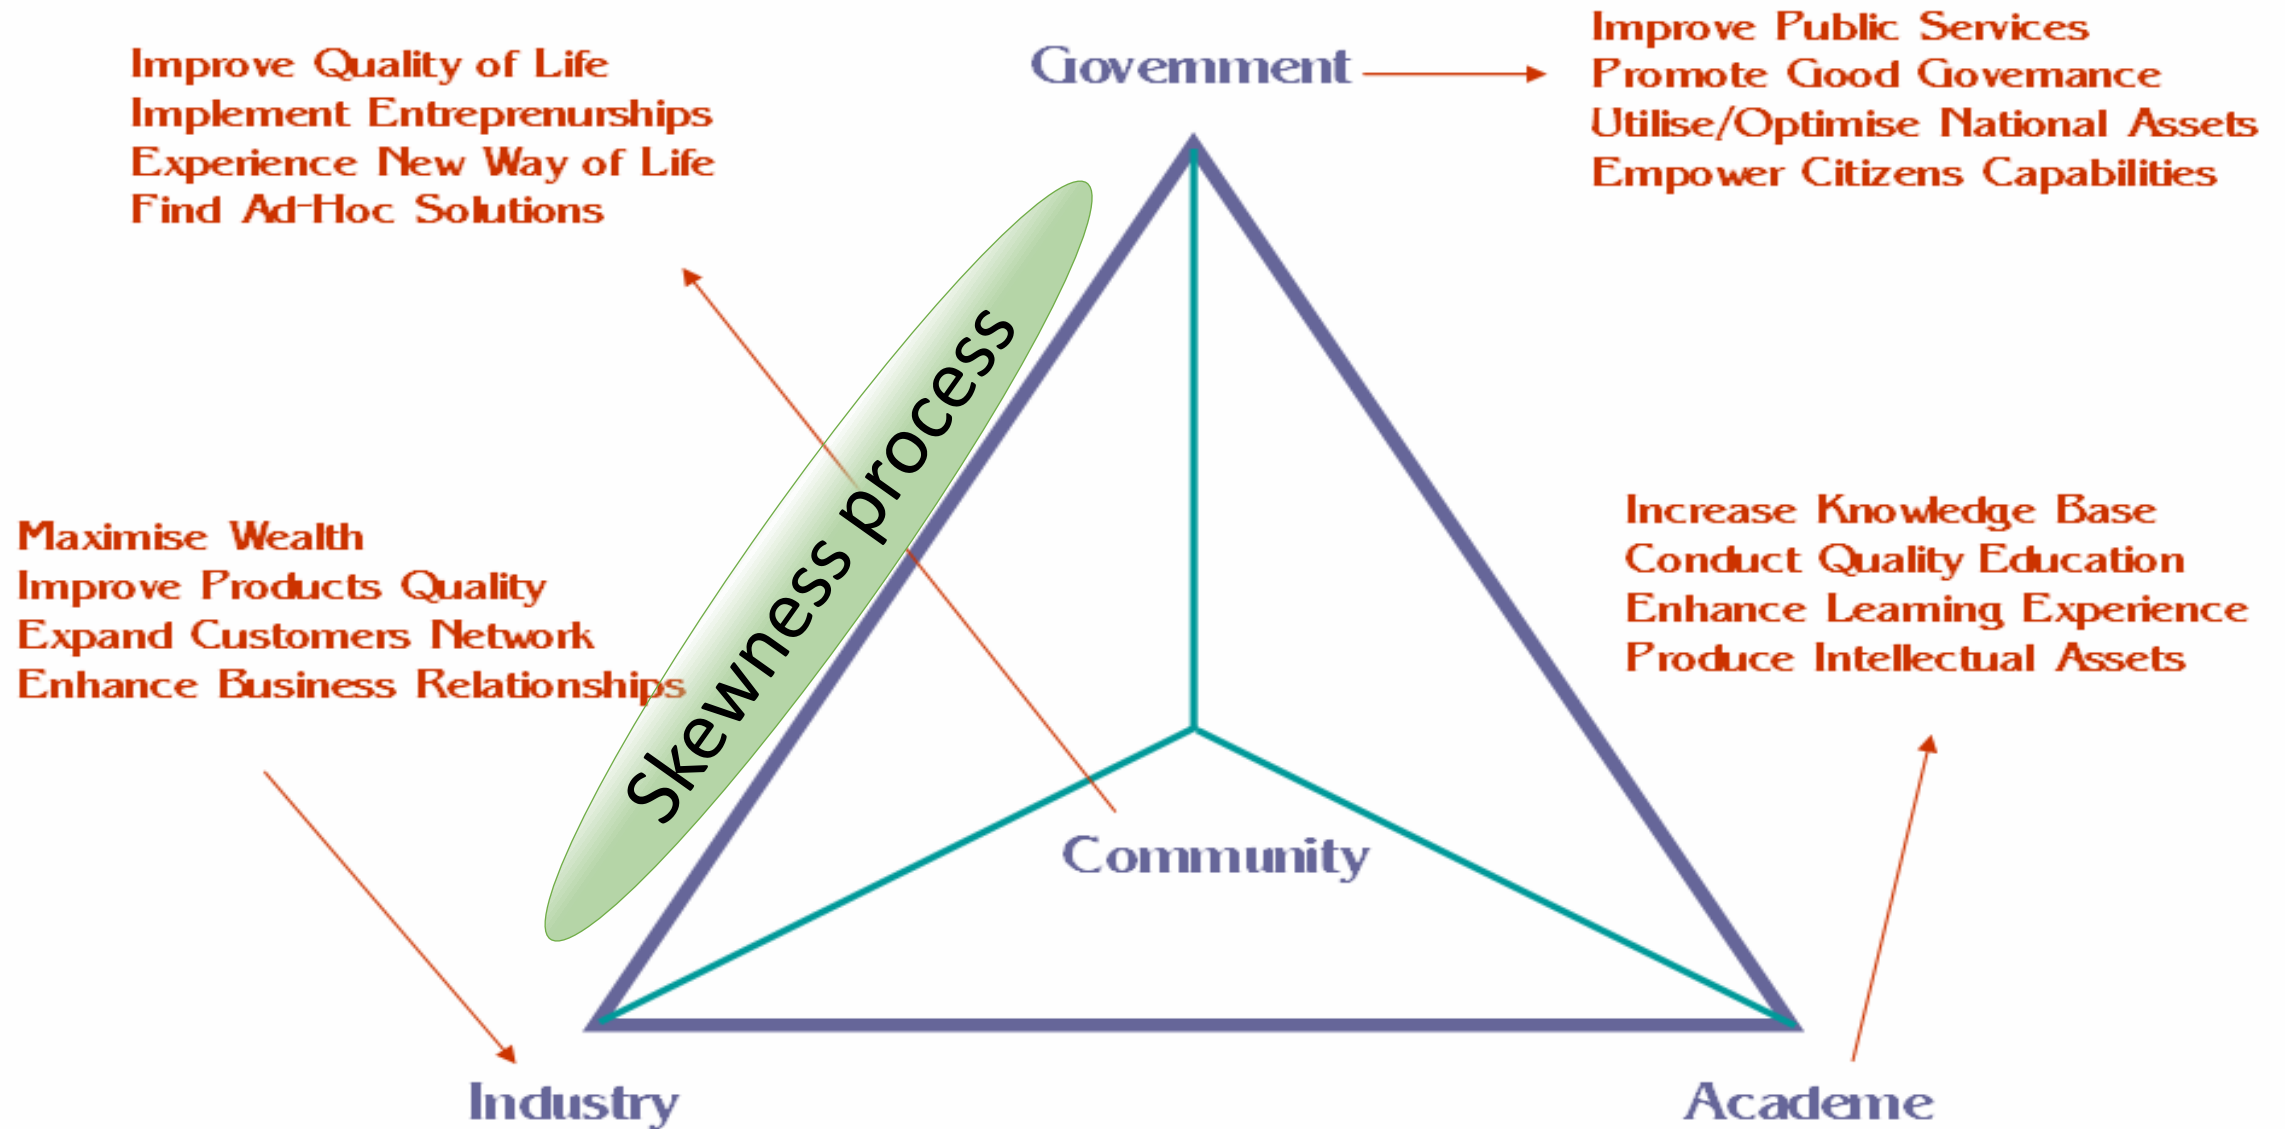 Government
Improve Public Services
Promote Good Governance
Utilise/Optimise National Assets
Empower Citizens Capabilities
Improve Quality of Life
Implement Entreprenurships
Experience New Way of Life
Find Ad-Hoc Solutions
Skewness process
Maximise Wealth
Improve Products Quality
Expand Customers Network
Enhance Business Relationships
Increase Knowledge Base
Conduct Quality Education
Enhance Learning Experience
Produce Intellectual Assets
Community
Industry
Academe